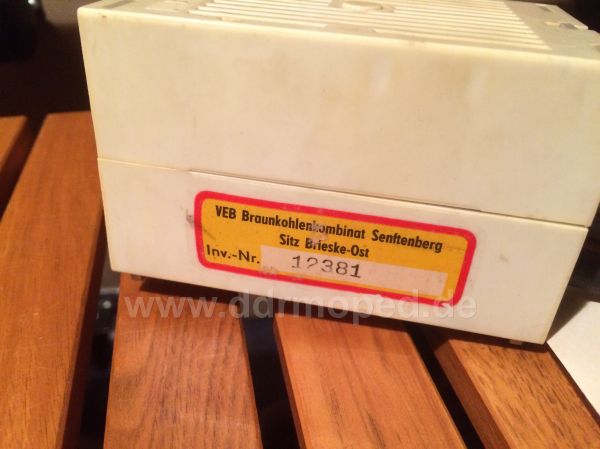 VEB Braunkohlenkombinat Senftenberg
Sitz Brieske-Ost
Inv.-Nr. 12381
www.ddrmoped.de